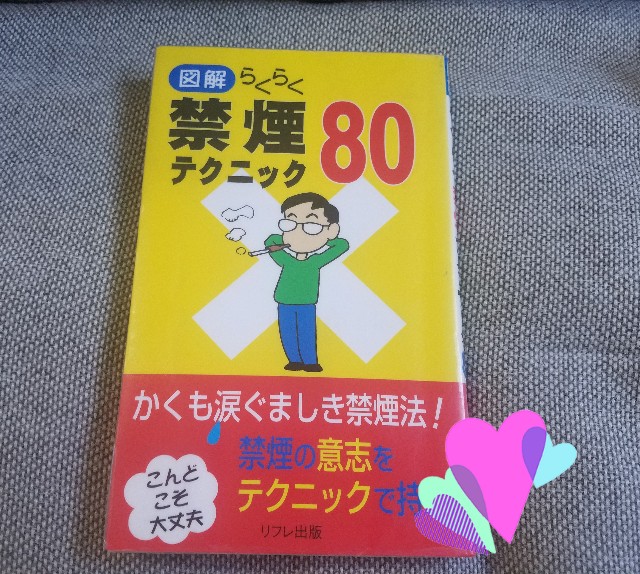 図解 らくらく
禁煙
テクニック 80
かくも涙ぐましき禁煙法!
禁煙の意志を
テクニックで持
こんど
こそ
大丈夫
リフレ出版